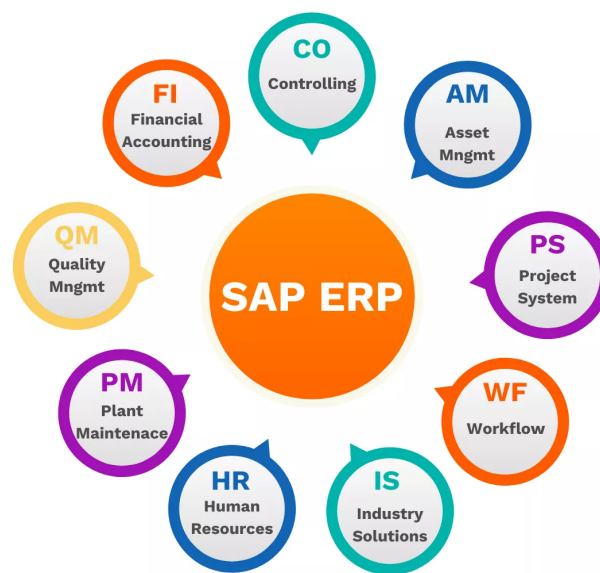 CO
Controlling
AM
Asset
Mngmt
PS
Project
System
WF
Workflow
IS
Industry
Solutions
HR
Human
Resources
PM
Plant
Maintenace
QM
Quality
Mngmt
FI
Financial
Accounting
SAP ERP